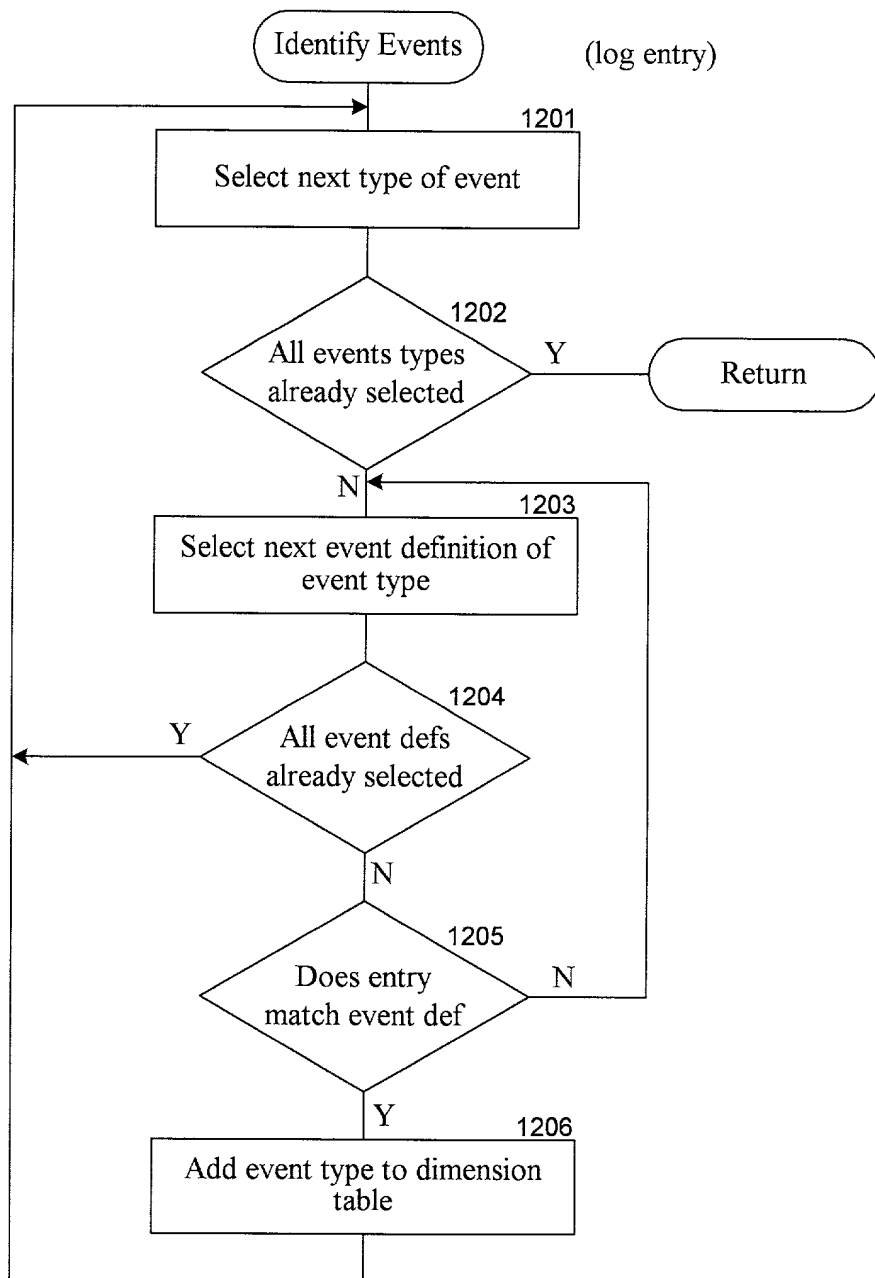 Identify Events
(log entry)
1201
Select next type of event
1202
All events types
already selected
Y
Return
N
1203
Select next event definition of
event type
1204
Y
All event defs
already selected
N
1205
Does entry
match event def
N
Y
1206
Add event type to dimension
table